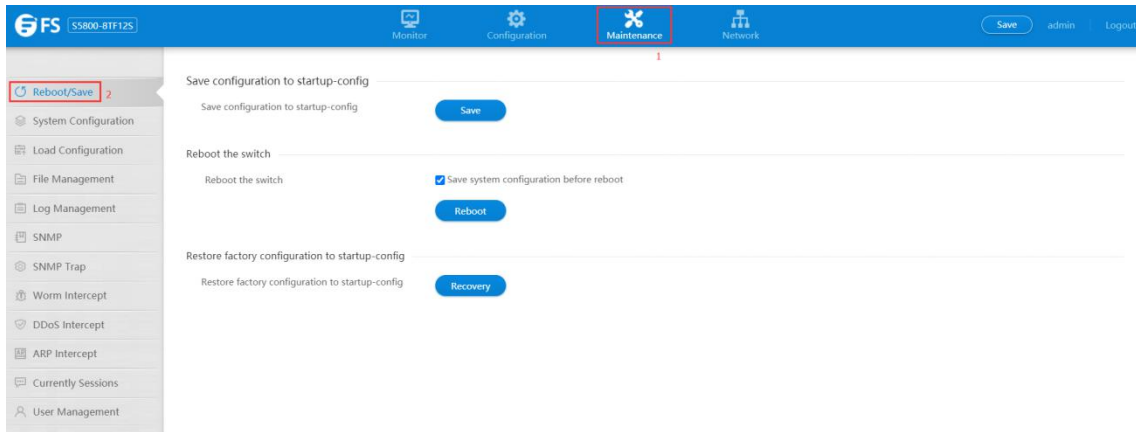 FS S5800-8TF12S
Monitor
Configuration
Maintenance
Network
Save
admin
Logout
1
Reboot/Save 2
System Configuration
Load Configuration
File Management
Log Management
SNMP
SNMP Trap
Worm Intercept
DDoS Intercept
ARP Intercept
Currently Sessions
User Management
Save configuration to startup-config
Save configuration to startup-config
Save
Reboot the switch
Reboot the switch
Save system configuration before reboot
Reboot
Restore factory configuration to startup-config
Restore factory configuration to startup-config
Recovery